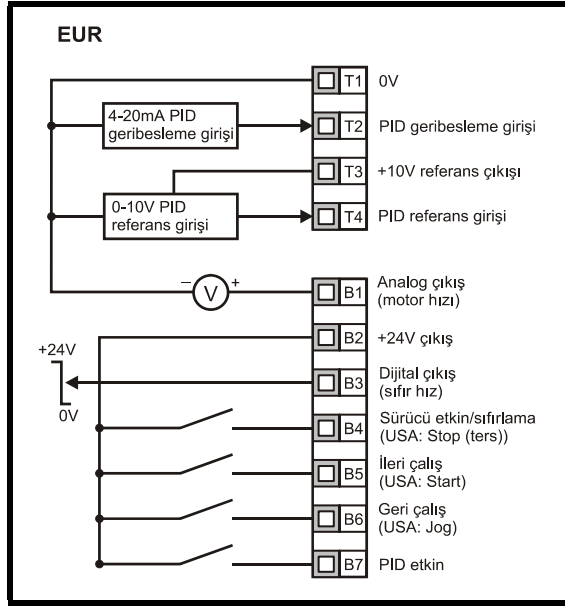 EUR
T1 0V
4-20mA PID
geribesleme girişi
T2 PID geribesleme girişi
T3 +10V referans çıkışı
0-10V PID
referans girişi
T4 PID referans girişi
– V +
B1 Analog çıkış
(motor hızı)
B2 +24V çıkış
+24V
0V
B3 Dijital çıkış
(sıfır hız)
B4 Sürücü etkin/sıfırlama
(USA: Stop (ters))
B5 İleri çalış
(USA: Start)
B6 Geri çalış
(USA: Jog)
B7 PID etkin